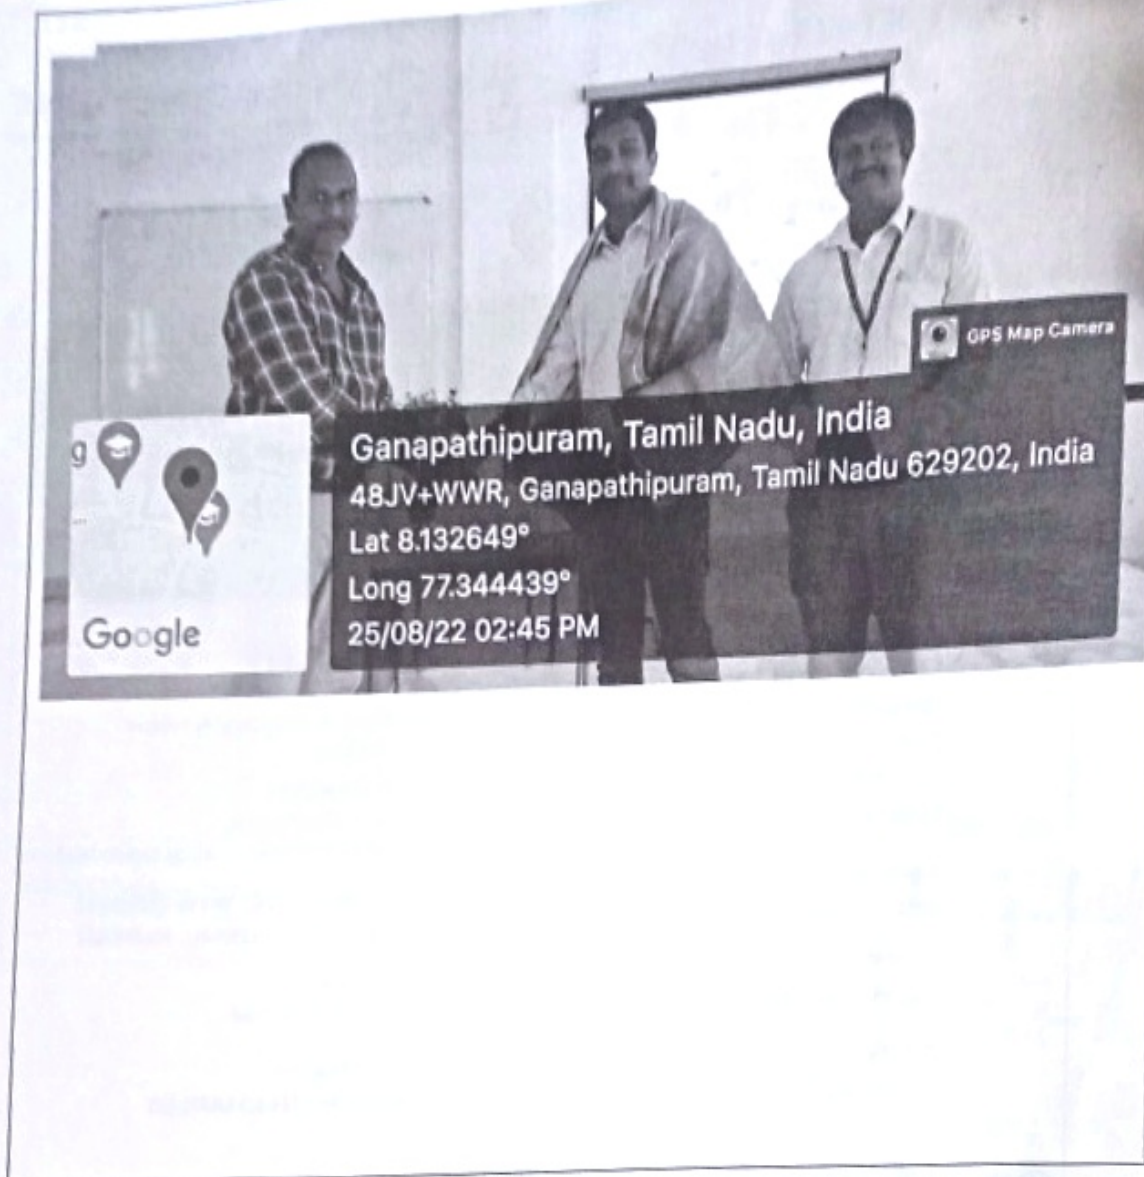 GPS Map Camera
Ganapathipuram, Tamil Nadu, India
48JV+WWR, Ganapathipuram, Tamil Nadu 629202, India
Lat 8.132649°
Long 77.344439°
25/08/22 02:45 PM
g
...
Google